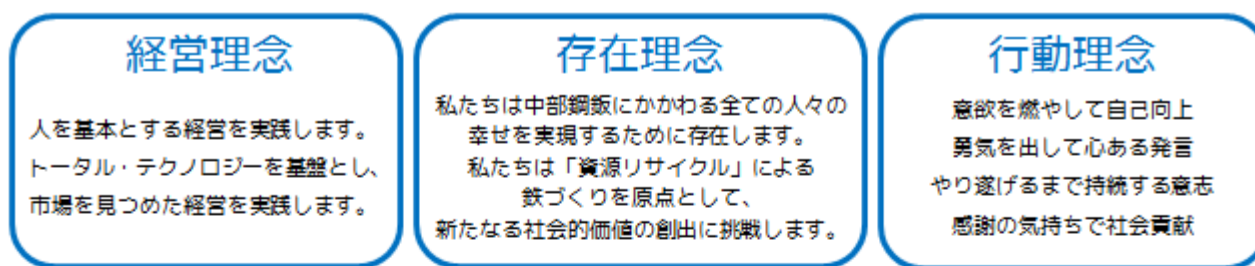 経営理念
人を基本とする経営を実践します。
トータル・テクノロジーを基盤とし、
市場を見つめた経営を実践します。
存在理念
私たちは中部鋼鈑にかかわる全ての人々の
幸せを実現するために存在します。
私たちは「資源リサイクル」による
鉄づくりを原点として、
新たなる社会的価値の創出に挑戦します。
行動理念
意欲を燃やして自己向上
勇気を出して心ある発言
やり遂げるまで持続する意志
感謝の気持ちで社会貢献